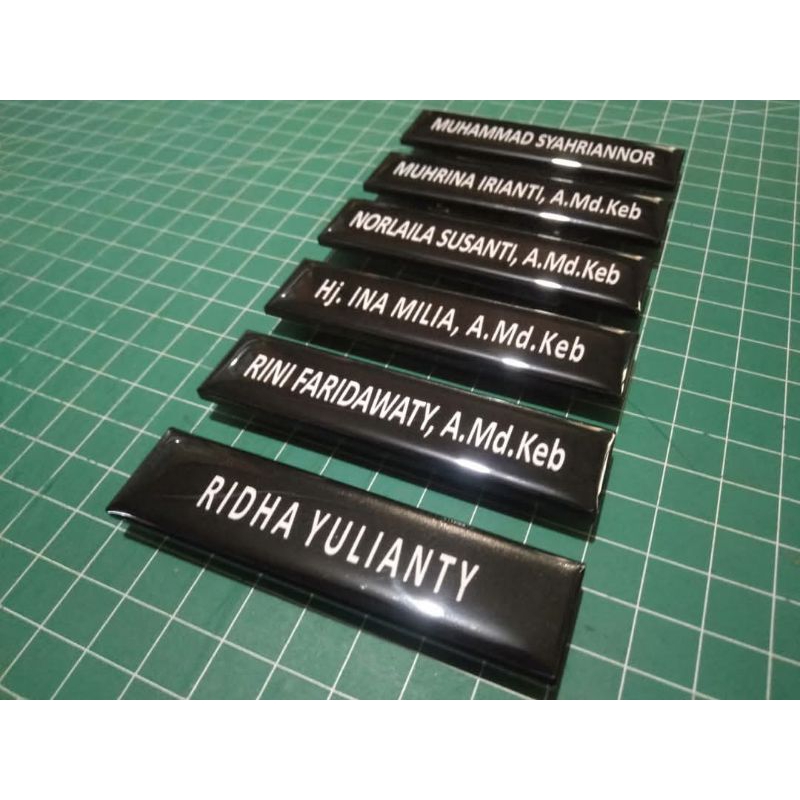 MUHAMMAD SYAHRIANNOR
MUHRINA IRIANTI, A.Md.Keb
NORLAILA SUSANTI, A.Md.Keb
Hj. INA MILIA, A.Md.Keb
RINI FARIDAWATY, A.Md.Keb
RIDHA YULIANTY